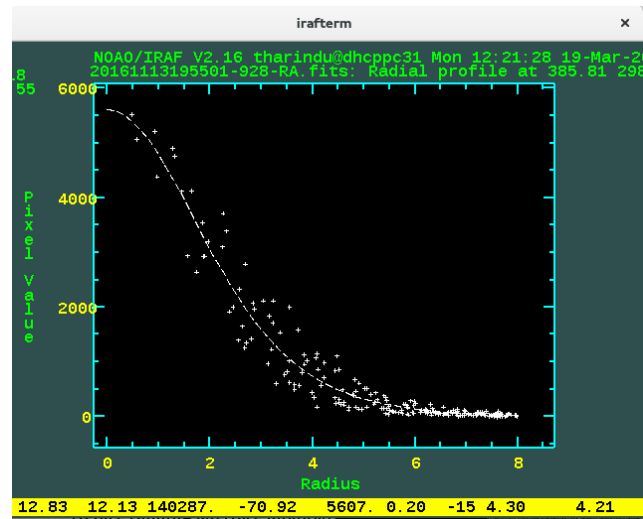 irafterm
NOAO/IRAF V2.16 tharindu@dhcppc31 Mon 12:21:28 19-Mar-20
.8 20161113195501-928-RA.fits: Radial profile at 385.81 298
55
6000
4000
2000
0
Pixel Value
0 2 4 6 8
Radius
12.83 12.13 140287. -70.92 5607. 0.20 -15 4.30 4.21